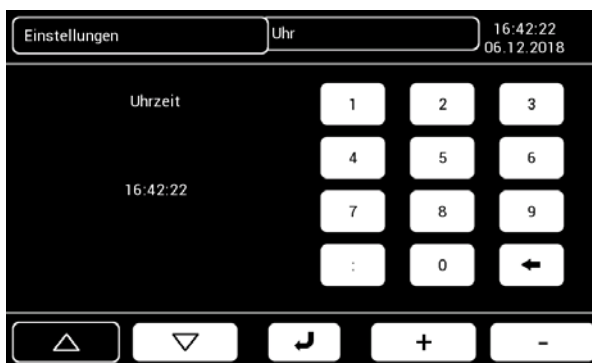 Einstellungen
Uhr
16:42:22
06.12.2018
Uhrzeit
16:42:22
1 2 3
4 5 6
7 8 9
: 0
+ -